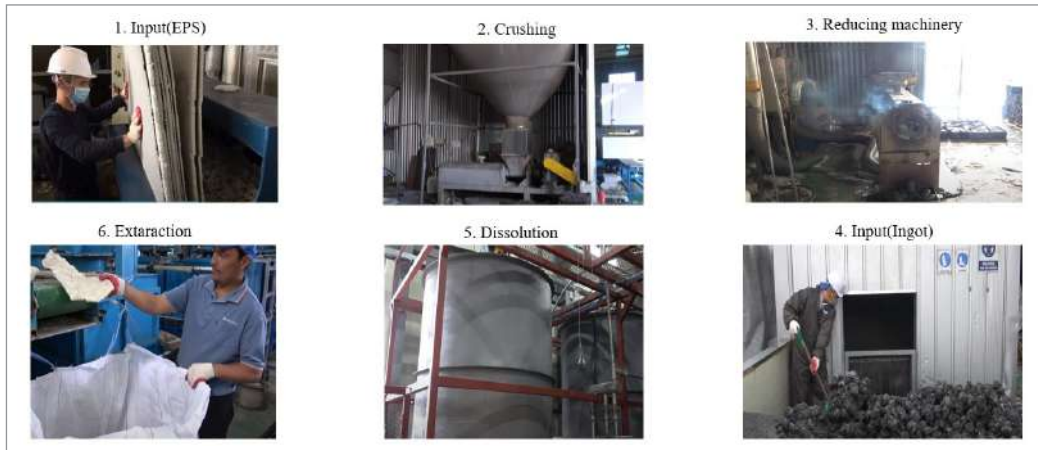 1. Input(EPS)
2. Crushing
3. Reducing machinery
6. Extaraction
5. Dissolution
4. Input(Ingot)